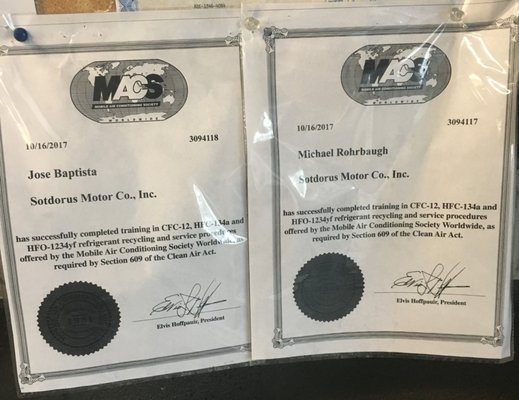 MACS
MOBILE AIR CONDITIONING SOCIETY
WORLDWIDE
10/16/2017
3094118
Jose Baptista
Sotdorus Motor Co., Inc.
has successfully completed training in CFC-12, HFC-134a and
HFO-1234yf refrigerant recycling and service procedures
offered by the Mobile Air Conditioning Society Worldwide, as
required by Section 609 of the Clean Air Act.
Elvis Hoffpauir, President
MACS
MOBILE AIR CONDITIONING SOCIETY
WORLDWIDE
10/16/2017
3094117
Michael Rohrbaugh
Sotdorus Motor Co., Inc.
has successfully completed training in CFC-12, HFC-134a and
HFO-1234yf refrigerant recycling and service procedures
offered by the Mobile Air Conditioning Society Worldwide, as
required by Section 609 of the Clean Air Act.
Elvis Hoffpauir, President